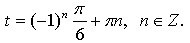 t = (−1)ⁿ π/6 + πn, n ∈ Z.